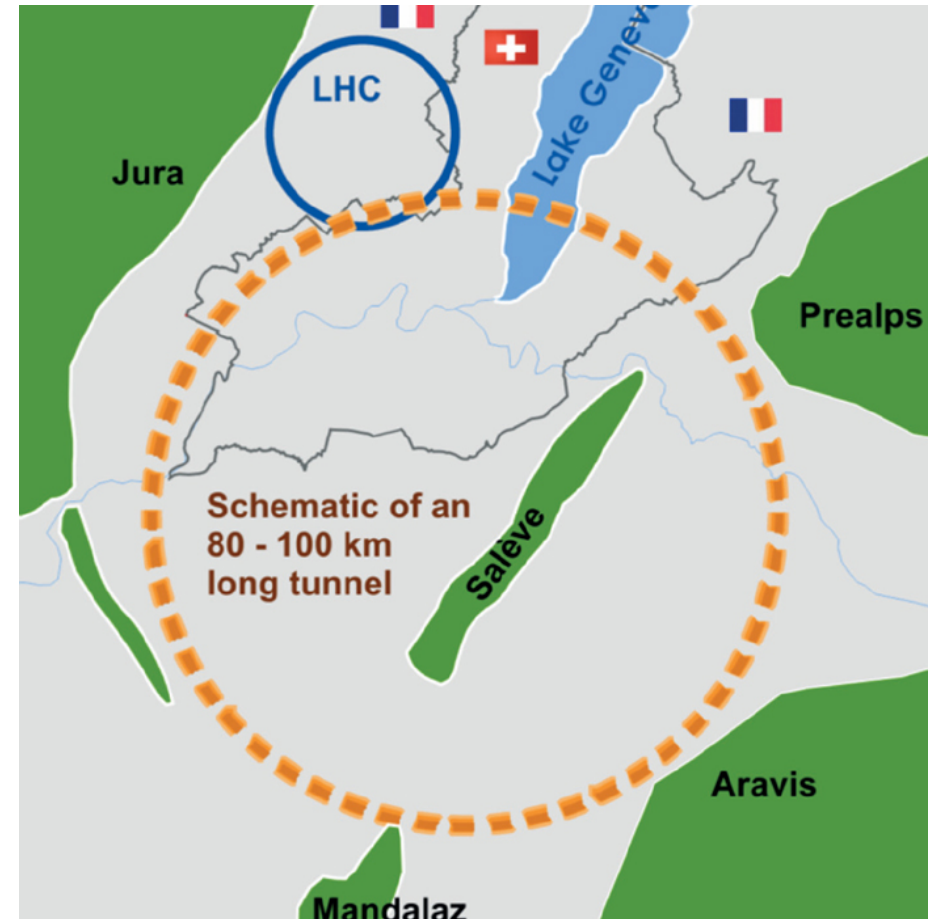 LHC
Lake Geneva
Jura
Prealps
Schematic of an
80 - 100 km
long tunnel
Salève
Aravis
Mandalaz